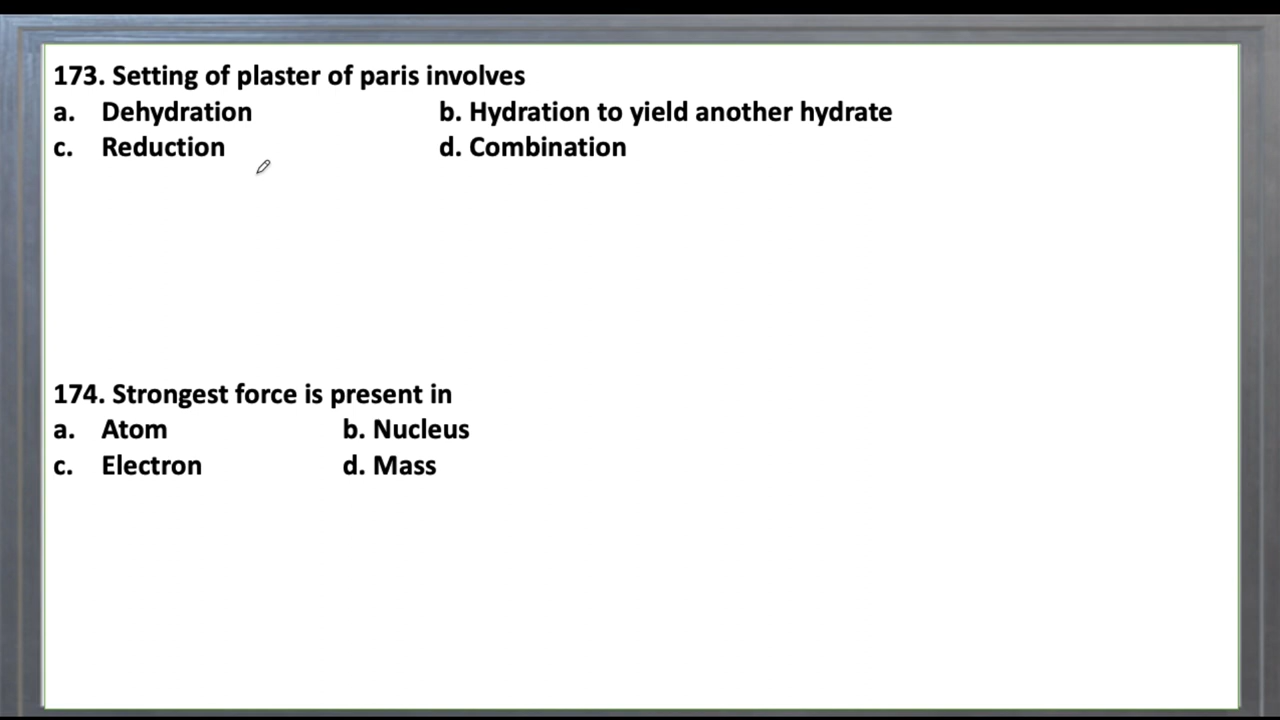 173. Setting of plaster of paris involves
a. Dehydration b. Hydration to yield another hydrate
c. Reduction d. Combination
174. Strongest force is present in
a. Atom b. Nucleus
c. Electron d. Mass